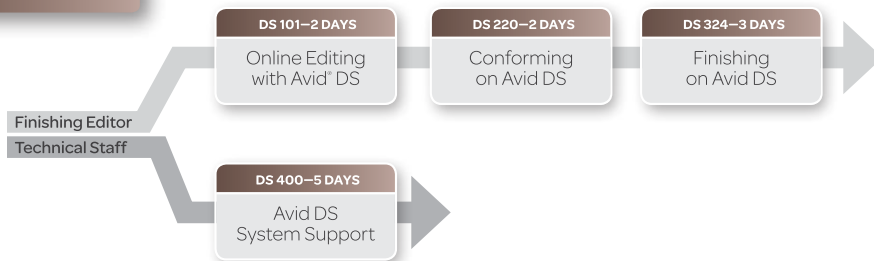 DS 101–2 DAYS
Online Editing
with Avid® DS
DS 220–2 DAYS
Conforming
on Avid DS
DS 324–3 DAYS
Finishing
on Avid DS
Finishing Editor
Technical Staff
DS 400–5 DAYS
Avid DS
System Support